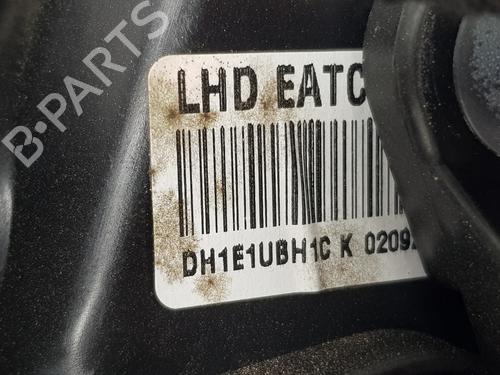 B-PARTS
LHD EATC
DH1E1UBH1C K 0209